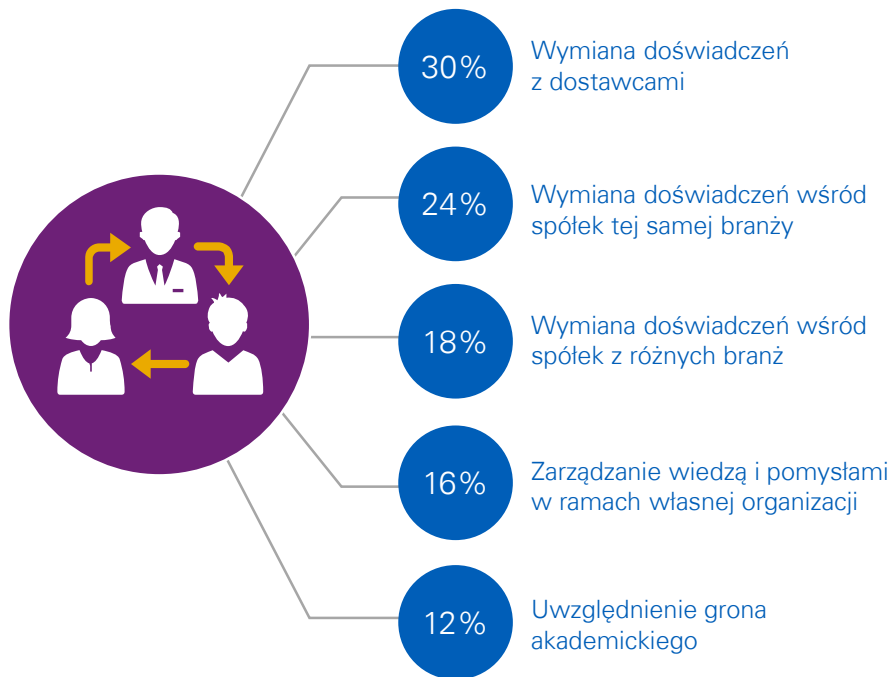 30%
Wymiana doświadczeń
z dostawcami
24%
Wymiana doświadczeń wśród
spółek tej samej branży
18%
Wymiana doświadczeń wśród
spółek z różnych branż
16%
Zarządzanie wiedzą i pomysłami
w ramach własnej organizacji
12%
Uwzględnienie grona
akademickiego